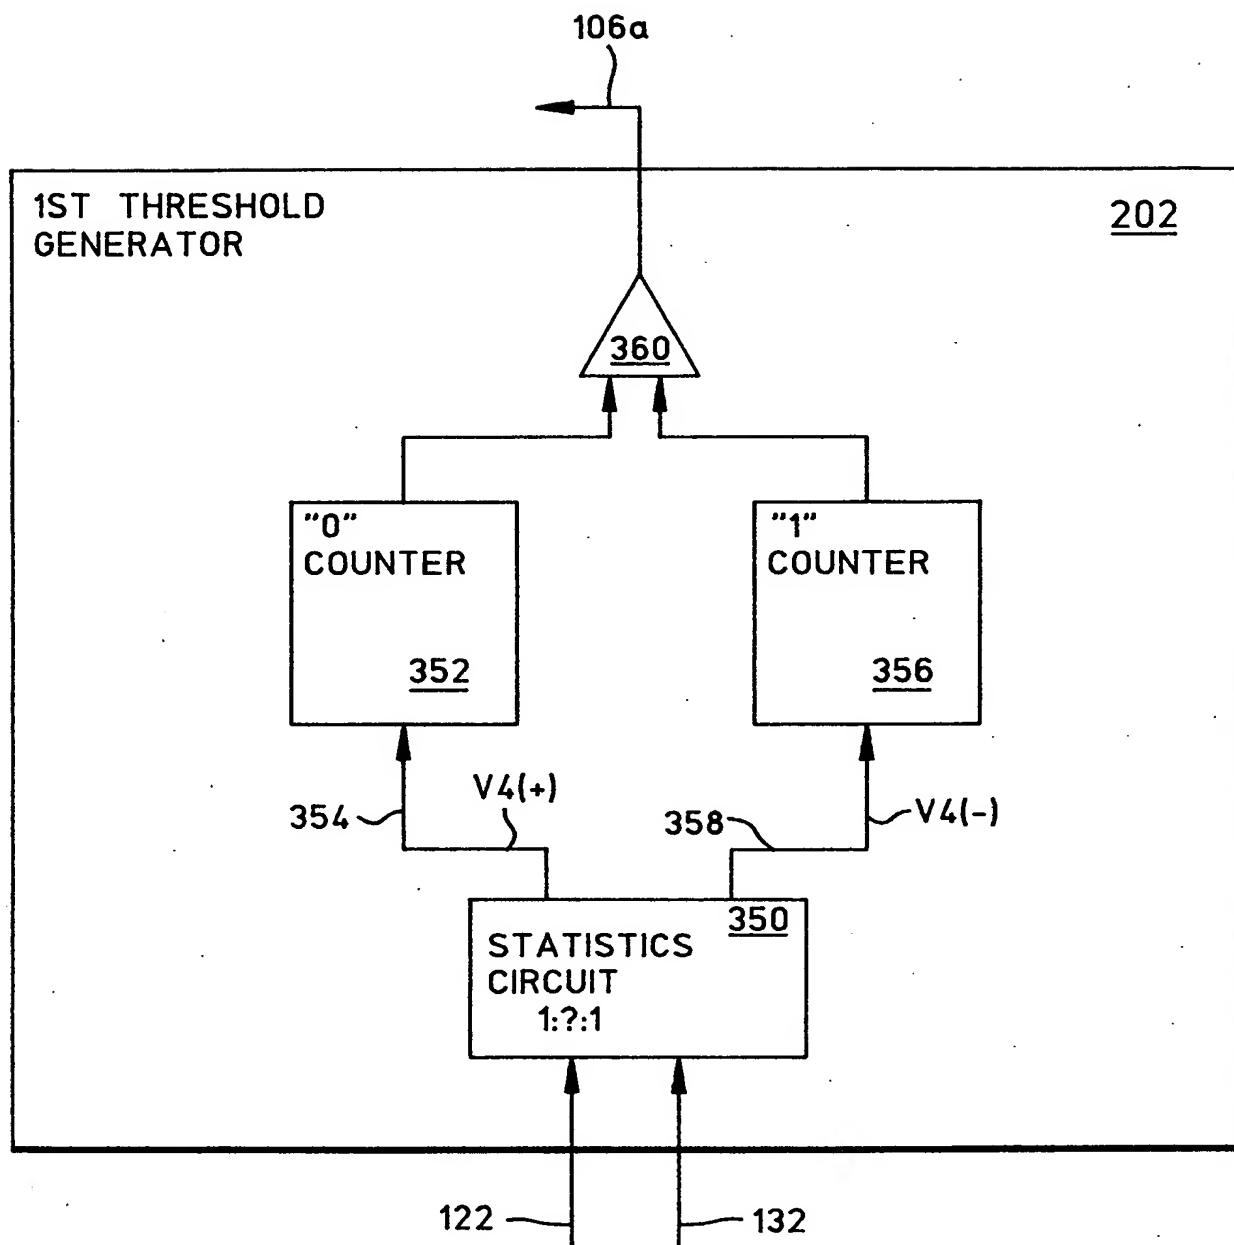 106a
1ST THRESHOLD
GENERATOR
202
360
"0"
COUNTER
352
"1"
COUNTER
356
354
V4(+)
358
V4(-)
350
STATISTICS
CIRCUIT
1:?:1
122
132